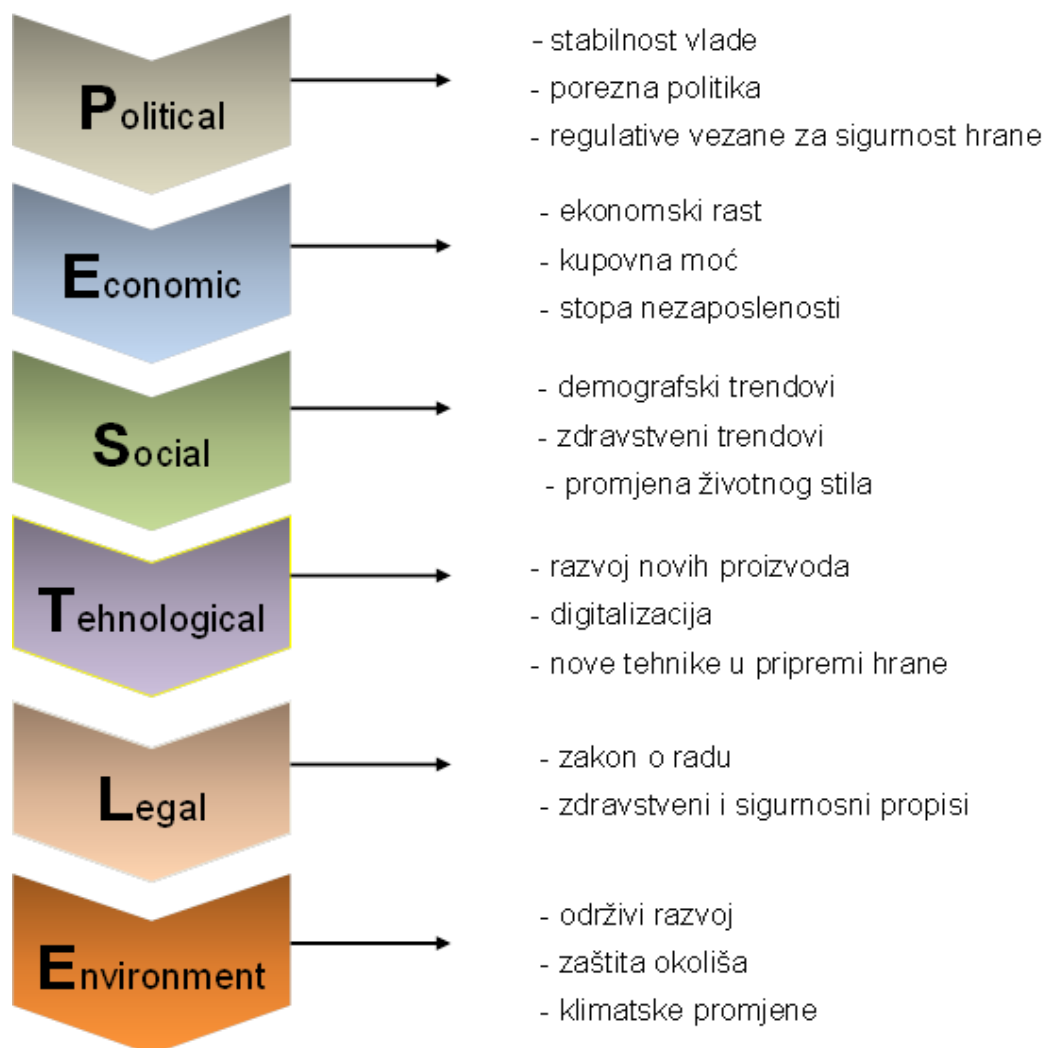 Political
- stabilnost vlade
- porezna politika
- regulative vezane za sigurnost hrane
Economic
- ekonomski rast
- kupovna moć
- stopa nezaposlenosti
Social
- demografski trendovi
- zdravstveni trendovi
- promjena životnog stila
Tehnological
- razvoj novih proizvoda
- digitalizacija
- nove tehnike u pripremi hrane
Legal
- zakon o radu
- zdravstveni i sigurnosni propisi
Environment
- održivi razvoj
- zaštita okoliša
- klimatske promjene